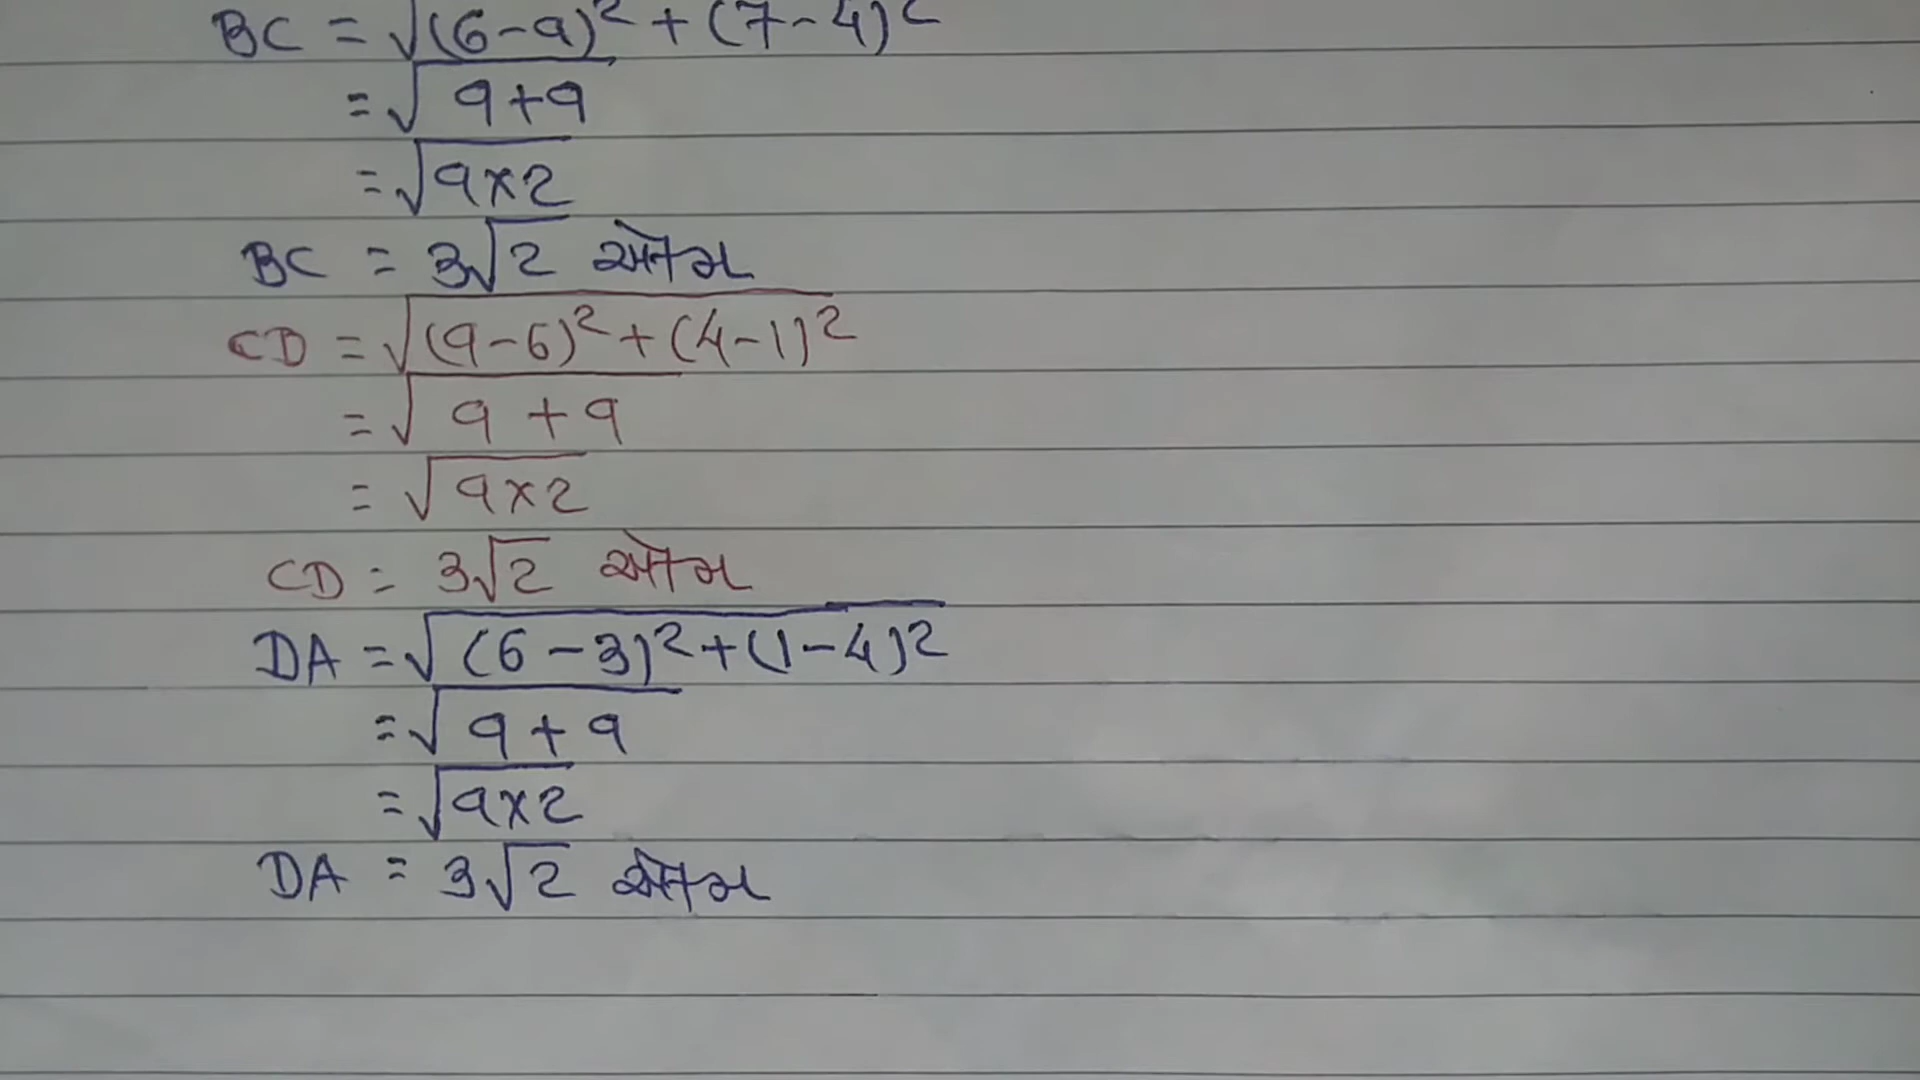 BC = √(6-9)² + (7-4)²
= √9+9
= √9×2
BC = 3√2 એકમ
CD = √(9-6)² + (4-1)²
= √9 + 9
= √9×2
CD = 3√2 એકમ
DA = √(6-3)² + (1-4)²
= √9 + 9
= √9×2
DA = 3√2 એકમ